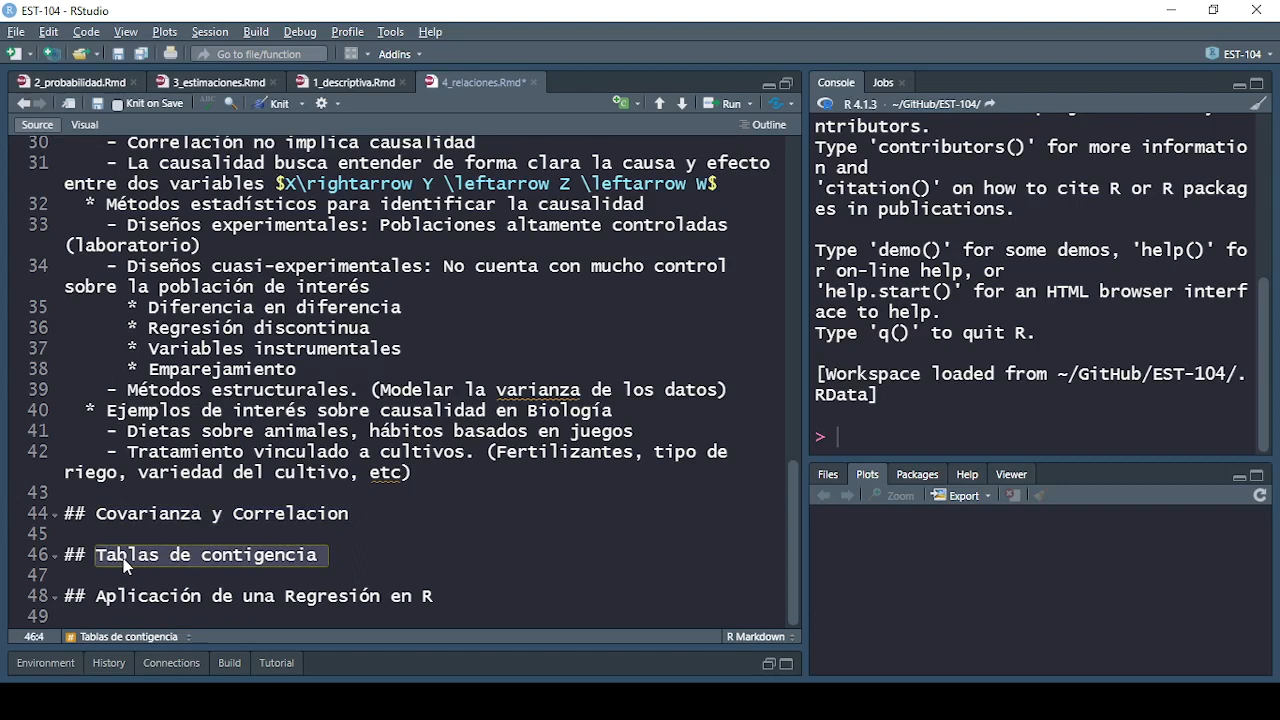 EST-104 - RStudio
File Edit Code View Plots Session Build Debug Profile Tools Help
Go to file/function Addins EST-104
2_probabilidad.Rmd 3_estimaciones.Rmd 1_descriptiva.Rmd 4_relaciones.Rmd*
Knit on Save ABC Knit Run
Source Visual Outline
30 - Correlación no implica causalidad
31 - La causalidad busca entender de forma clara la causa y efecto
entre dos variables $X\rightarrow Y \leftarrow Z \leftarrow W$
32 * Métodos estadísticos para identificar la causalidad
33 - Diseños experimentales: Poblaciones altamente controladas
(laboratorio)
34 - Diseños cuasi-experimentales: No cuenta con mucho control
sobre la población de interés
35 * Diferencia en diferencia
36 * Regresión discontinua
37 * Variables instrumentales
38 * Emparejamiento
39 - Métodos estructurales. (Modelar la varianza de los datos)
40 * Ejemplos de interés sobre causalidad en Biología
41 - Dietas sobre animales, hábitos basados en juegos
42 - Tratamiento vinculado a cultivos. (Fertilizantes, tipo de
riego, variedad del cultivo, etc)
43
44 ## Covarianza y Correlacion
45
46 ## Tablas de contigencia
47
48 ## Aplicación de una Regresión en R
49
46:4 # Tablas de contigencia R Markdown
Environment History Connections Build Tutorial
Console Jobs
R 4.1.3 · ~/GitHub/EST-104/
ntributors.
Type 'contributors()' for more informatio
n and
'citation()' on how to cite R or R packag
es in publications.
Type 'demo()' for some demos, 'help()' fo
r on-line help, or
'help.start()' for an HTML browser interf
ace to help.
Type 'q()' to quit R.
[Workspace loaded from ~/GitHub/EST-104/.
RData]
>
Files Plots Packages Help Viewer
Zoom Export